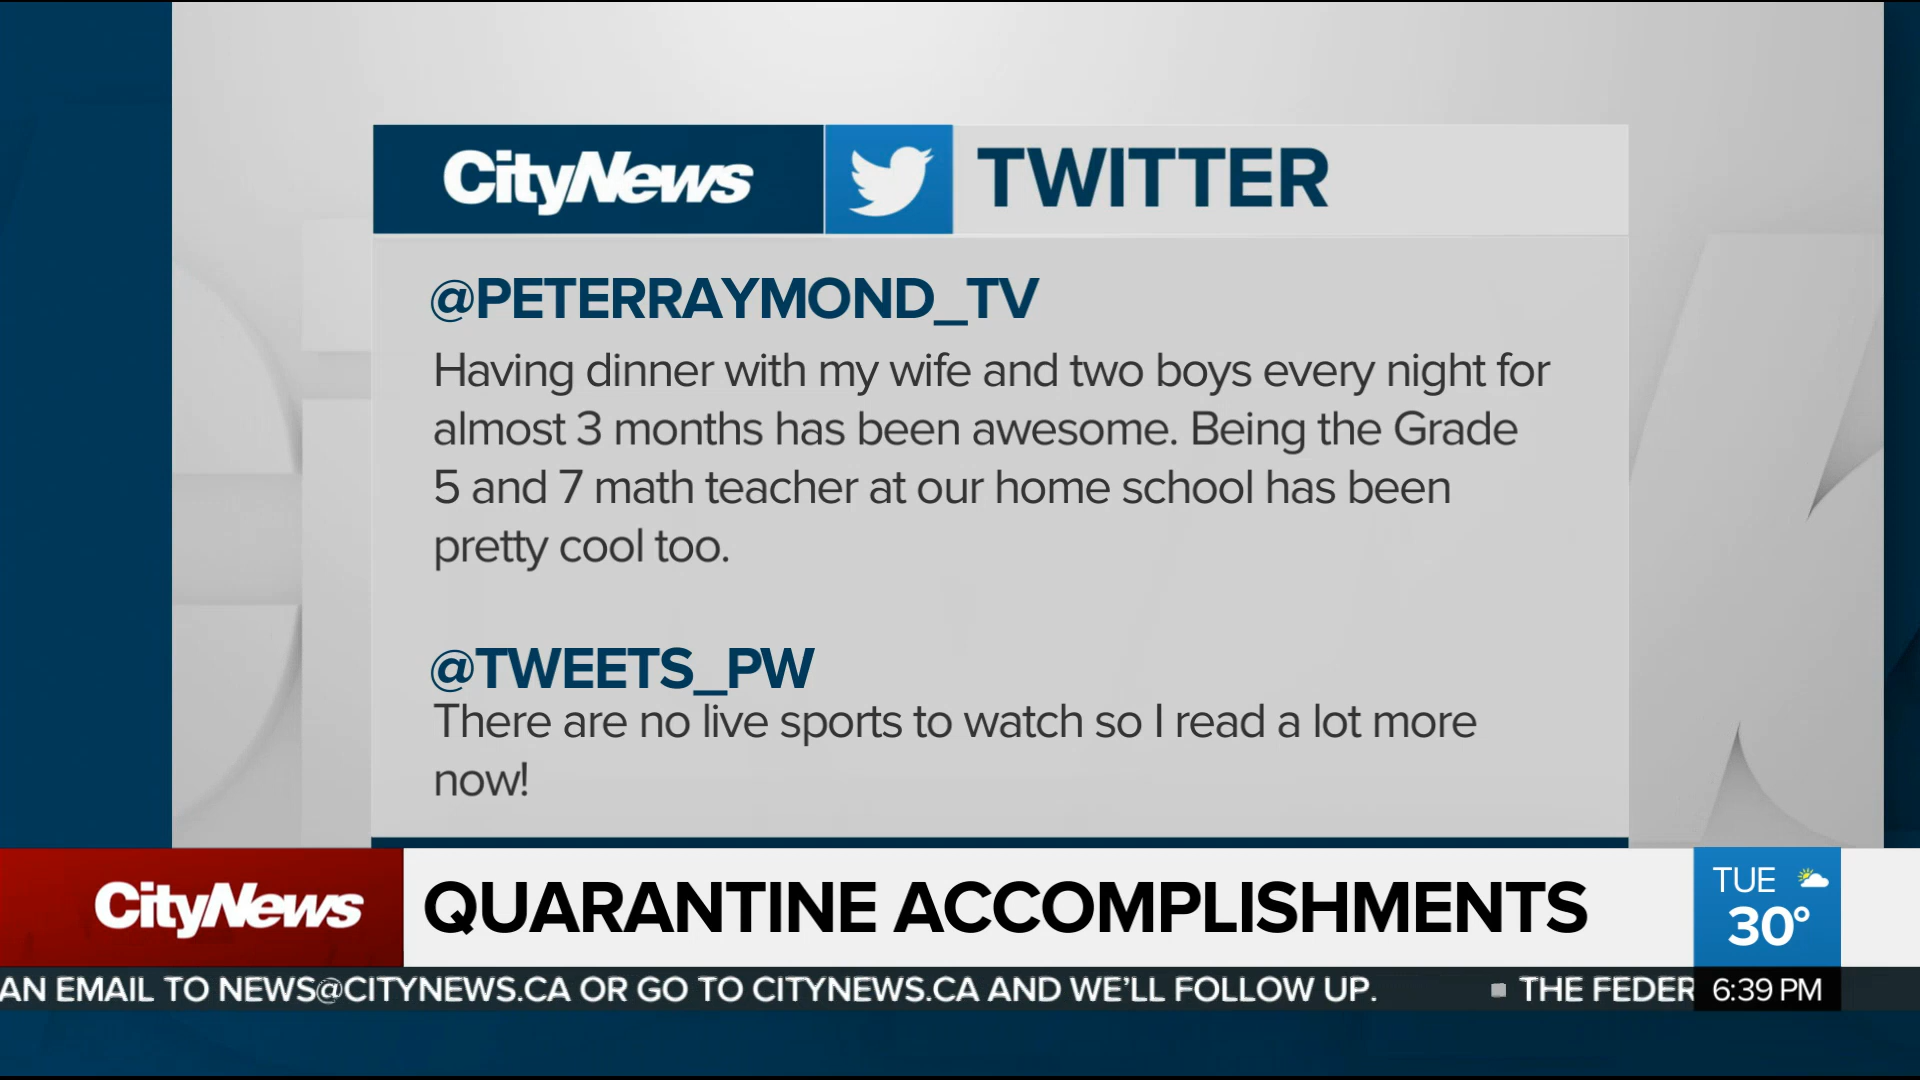 CityNews TWITTER
@PETERRAYMOND_TV
Having dinner with my wife and two boys every night for
almost 3 months has been awesome. Being the Grade
5 and 7 math teacher at our home school has been
pretty cool too.
@TWEETS_PW
There are no live sports to watch so I read a lot more
now!
CityNews QUARANTINE ACCOMPLISHMENTS
TUE
30°
AN EMAIL TO NEWS@CITYNEWS.CA OR GO TO CITYNEWS.CA AND WE'LL FOLLOW UP. THE FEDER
6:39 PM